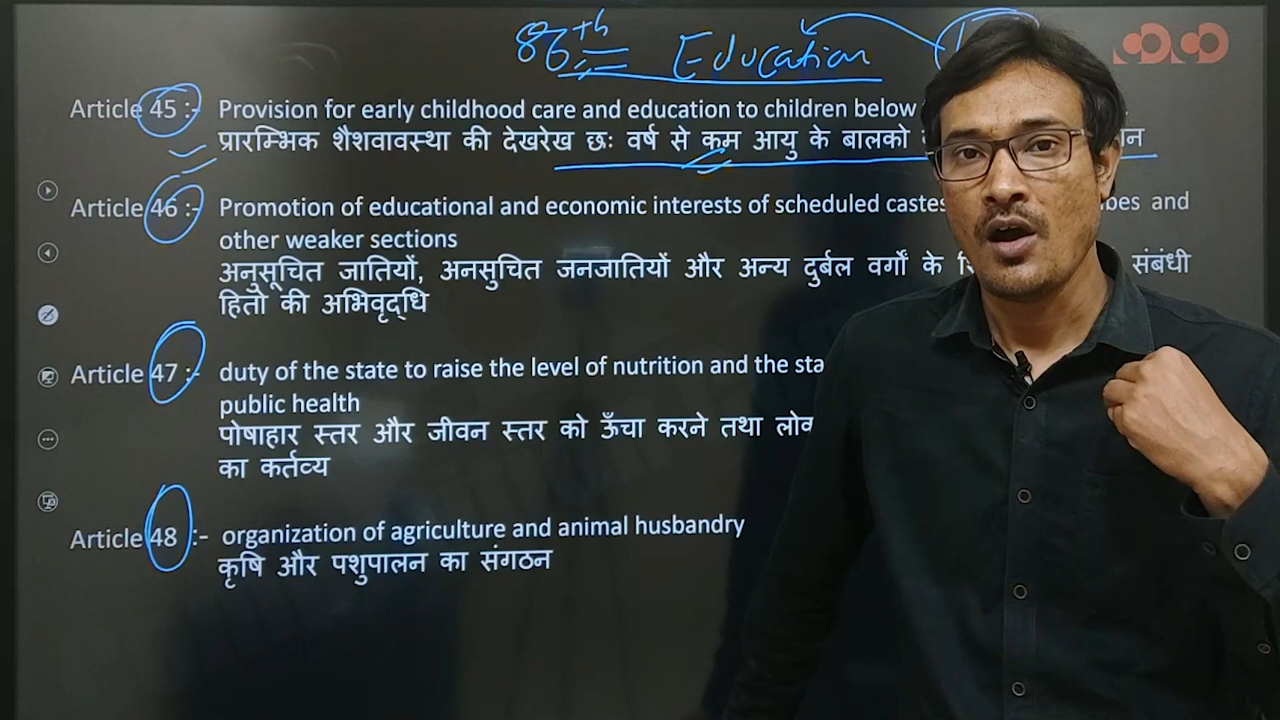 86th Education
Article 45 :- Provision for early childhood care and education to children below
प्रारम्भिक शैशवावस्था की देखरेख छः वर्ष से कम आयु के बालको
Article 46 :- Promotion of educational and economic interests of scheduled castes
and
other weaker sections
अनुसूचित जातियों, अनसुचित जनजातियों और अन्य दुर्बल वर्गों के संबंधी
हितो की अभिवृद्धि
Article 47 :- duty of the state to raise the level of nutrition and the
public health
पोषाहार स्तर और जीवन स्तर को ऊँचा करने तथा
का कर्तव्य
Article 48 :- organization of agriculture and animal husbandry
कृषि और पशुपालन का संगठन